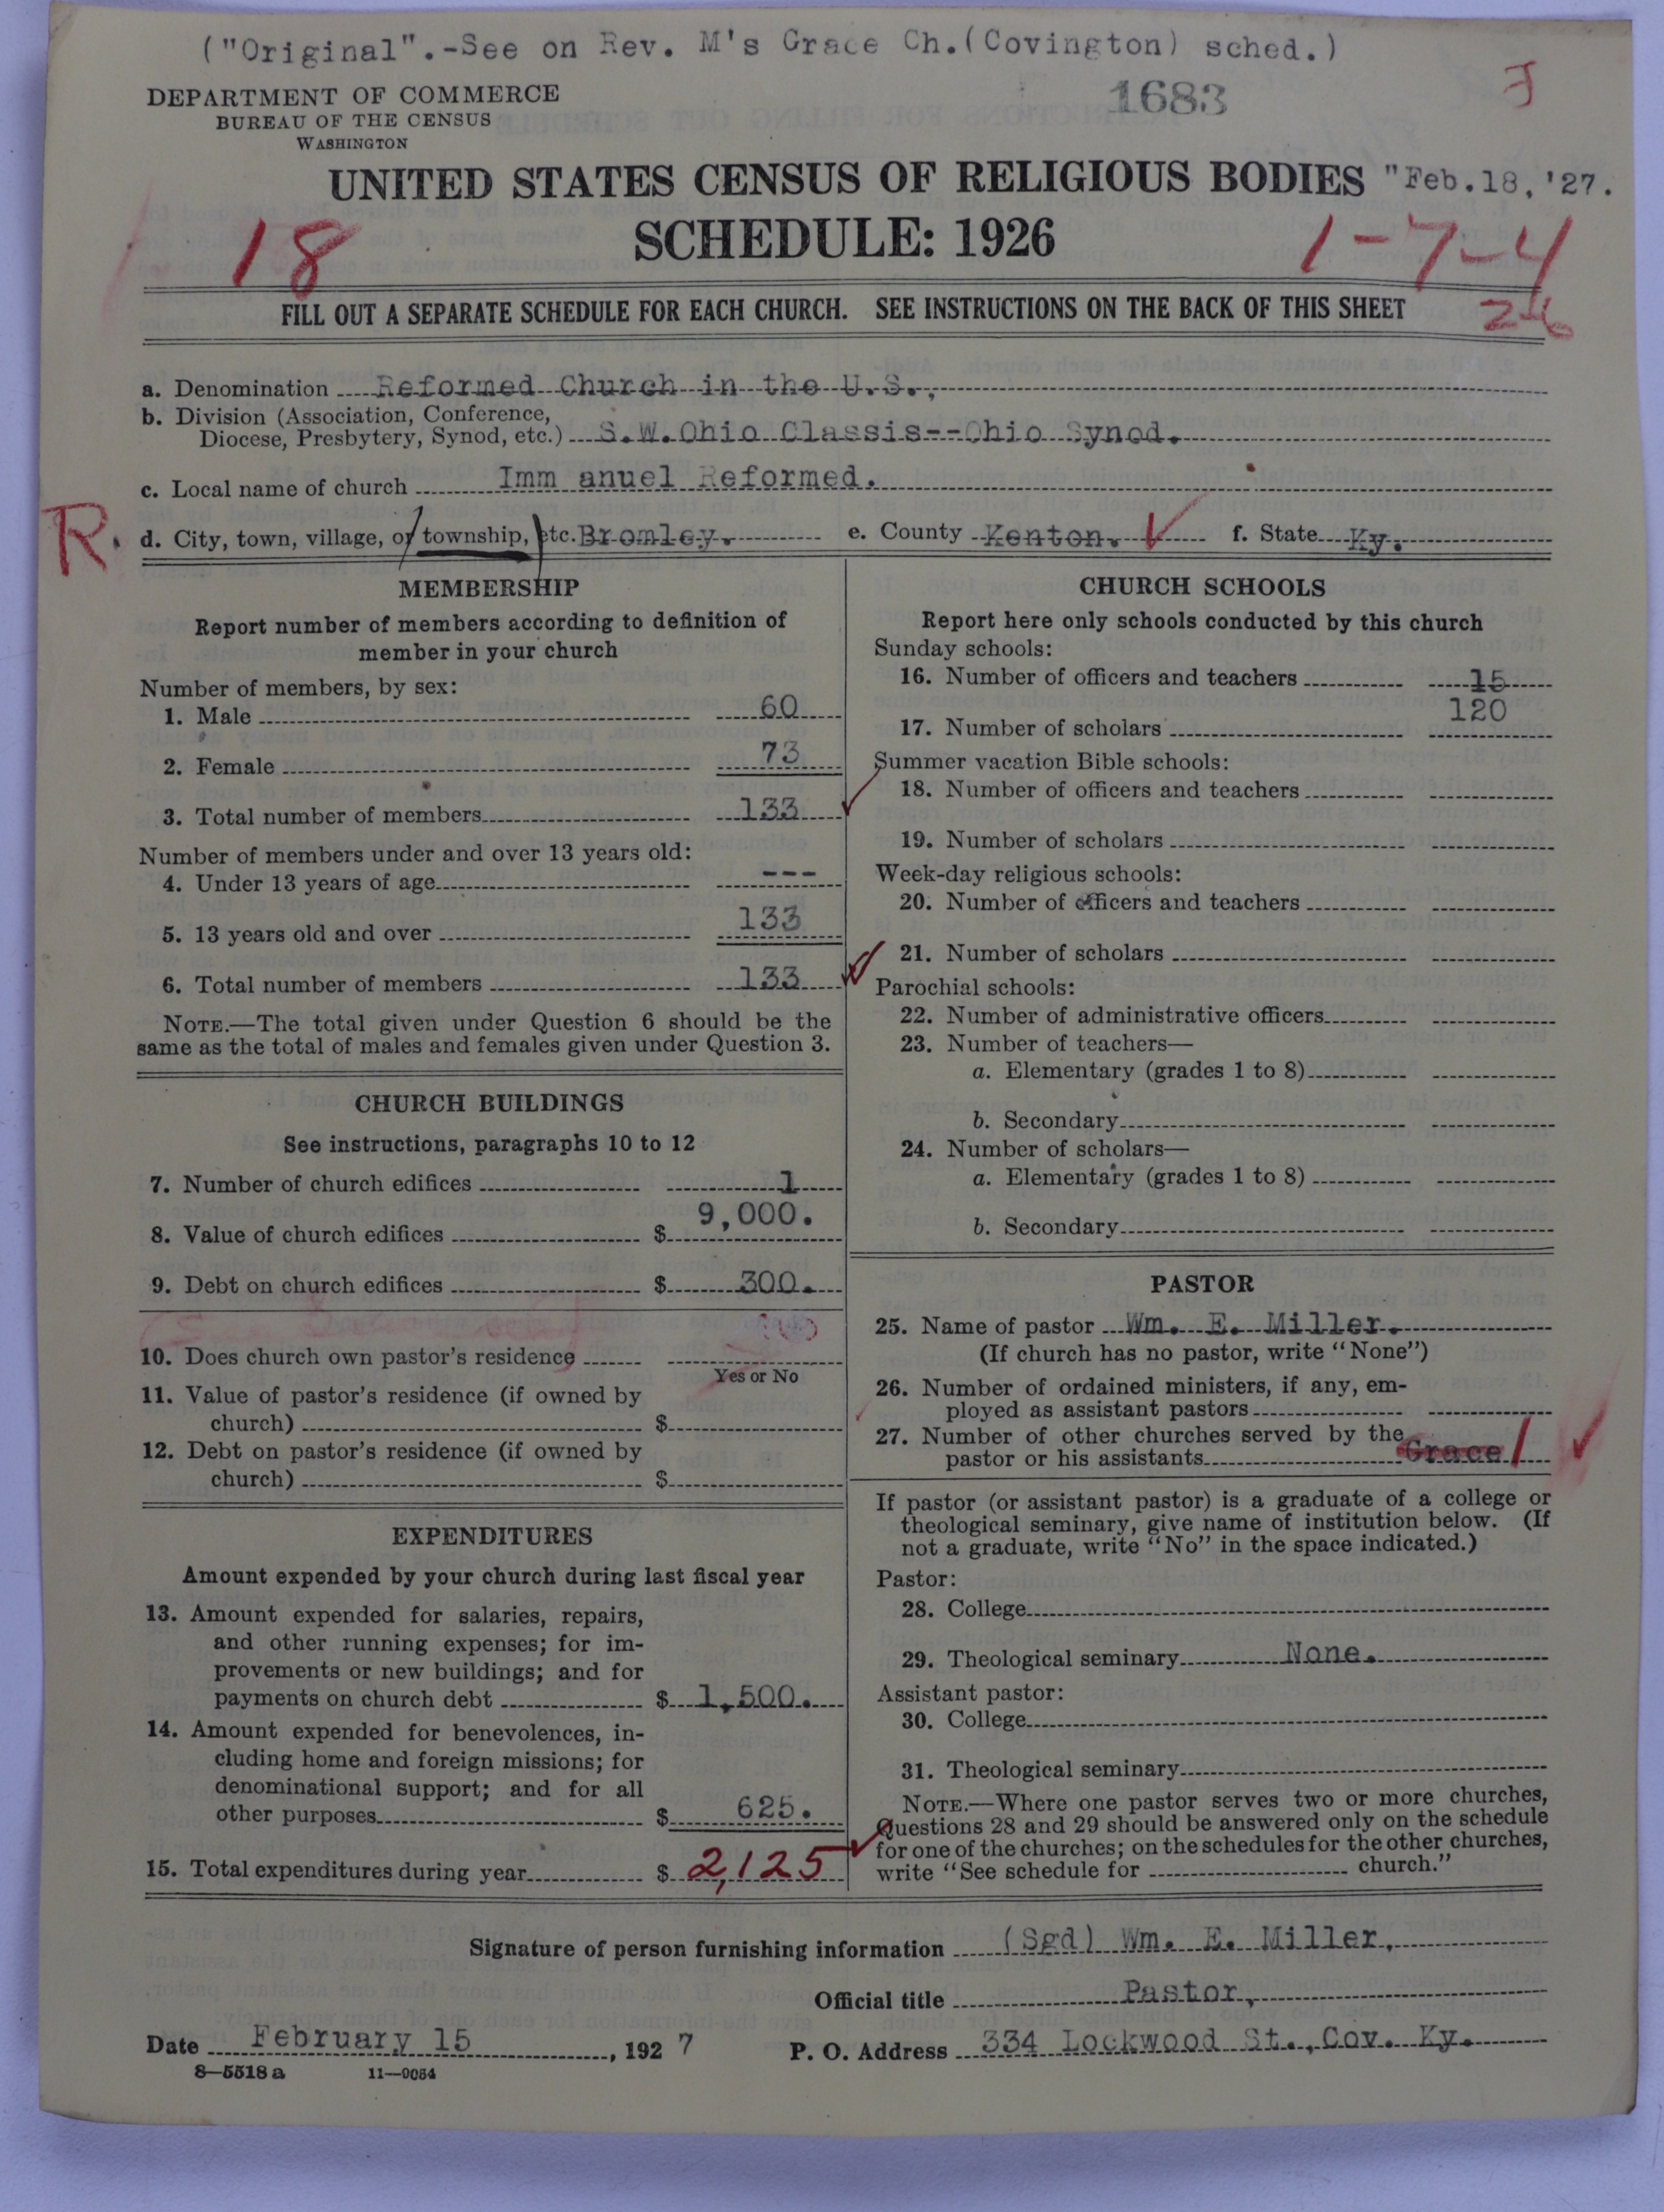 ("Original".-See on Rev. M's Grace Ch.(Covington) sched.)
DEPARTMENT OF COMMERCE
BUREAU OF THE CENSUS
WASHINGTON
1683
UNITED STATES CENSUS OF RELIGIOUS BODIES "Feb.18,'27.
SCHEDULE: 1926
18
1-7-4
FILL OUT A SEPARATE SCHEDULE FOR EACH CHURCH. SEE INSTRUCTIONS ON THE BACK OF THIS SHEET
a. Denomination Reformed Church in the U.S.,
b. Division (Association, Conference,
Diocese, Presbytery, Synod, etc.) S.W.Ohio Classis--Ohio Synod.
c. Local name of church Imm anuel Reformed.
R. d. City, town, village, or township, etc. Bromley. e. County Kenton. f. State Ky.
MEMBERSHIP
Report number of members according to definition of
member in your church
Number of members, by sex:
1. Male 60
2. Female 73
3. Total number of members 133
Number of members under and over 13 years old:
4. Under 13 years of age ---
5. 13 years old and over 133
6. Total number of members 133
NOTE.—The total given under Question 6 should be the
same as the total of males and females given under Question 3.
CHURCH BUILDINGS
See instructions, paragraphs 10 to 12
7. Number of church edifices 1
8. Value of church edifices $ 9,000.
9. Debt on church edifices $ 300.
10. Does church own pastor's residence
Yes or No
11. Value of pastor's residence (if owned by
church) $
12. Debt on pastor's residence (if owned by
church) $
EXPENDITURES
Amount expended by your church during last fiscal year
13. Amount expended for salaries, repairs,
and other running expenses; for im-
provements or new buildings; and for
payments on church debt $ 1,500.
14. Amount expended for benevolences, in-
cluding home and foreign missions; for
denominational support; and for all
other purposes $ 625.
15. Total expenditures during year $ 2,125
CHURCH SCHOOLS
Report here only schools conducted by this church
Sunday schools:
16. Number of officers and teachers 15
17. Number of scholars 120
Summer vacation Bible schools:
18. Number of officers and teachers
19. Number of scholars
Week-day religious schools:
20. Number of officers and teachers
21. Number of scholars
Parochial schools:
22. Number of administrative officers
23. Number of teachers—
a. Elementary (grades 1 to 8)
b. Secondary
24. Number of scholars—
a. Elementary (grades 1 to 8)
b. Secondary
PASTOR
25. Name of pastor Wm. E. Miller.
(If church has no pastor, write "None")
26. Number of ordained ministers, if any, em-
ployed as assistant pastors
27. Number of other churches served by the
pastor or his assistants Grace 1
If pastor (or assistant pastor) is a graduate of a college or
theological seminary, give name of institution below. (If
not a graduate, write "No" in the space indicated.)
Pastor:
28. College
29. Theological seminary None.
Assistant pastor:
30. College
31. Theological seminary
NOTE.—Where one pastor serves two or more churches,
Questions 28 and 29 should be answered only on the schedule
for one of the churches; on the schedules for the other churches,
write "See schedule for church."
Signature of person furnishing information (Sgd) Wm. E. Miller,
Official title Pastor,
Date February 15, 1927 P. O. Address 334 Lockwood St., Cov. Ky.
8—5518 a 11—9064